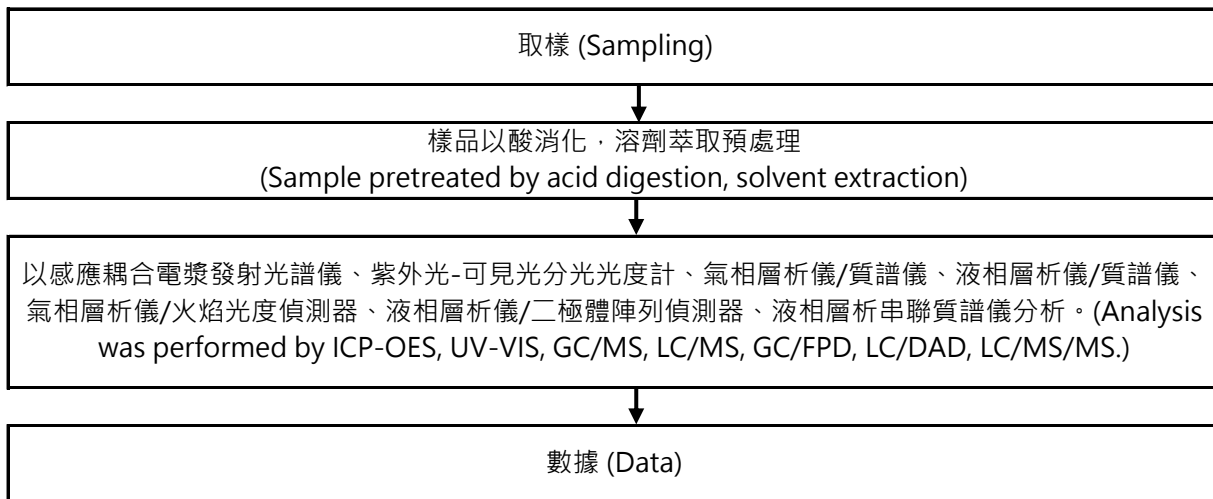 取樣 (Sampling)
樣品以酸消化，溶劑萃取預處理
(Sample pretreated by acid digestion, solvent extraction)
以感應耦合電漿發射光譜儀、紫外光-可見光分光光度計、氣相層析儀/質譜儀、液相層析儀/質譜儀、
氣相層析儀/火焰光度偵測器、液相層析儀/二極體陣列偵測器、液相層析串聯質譜儀分析。(Analysis
was performed by ICP-OES, UV-VIS, GC/MS, LC/MS, GC/FPD, LC/DAD, LC/MS/MS.)
數據 (Data)